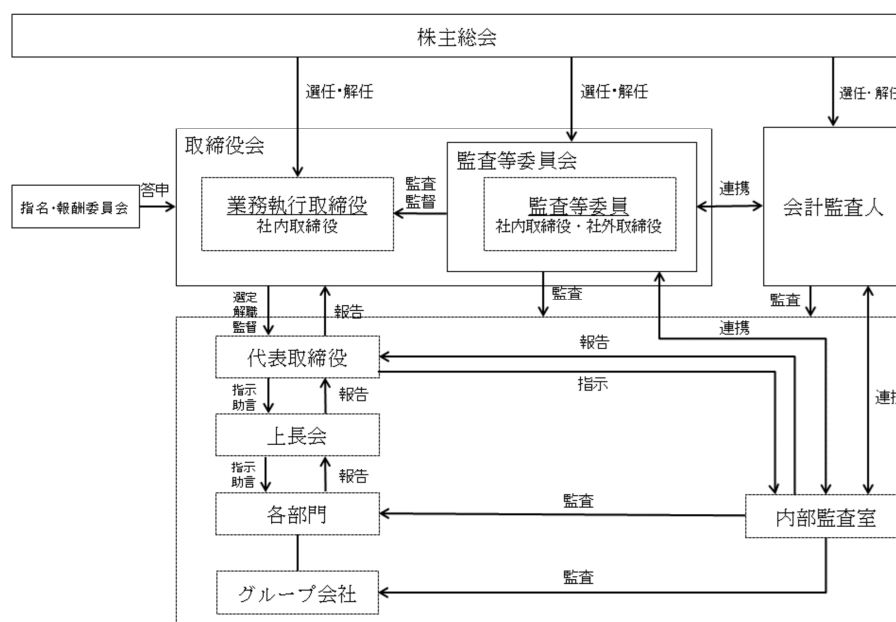 株主総会
選任・解任
選任・解任
選任・解任
取締役会
監査等委員会
業務執行取締役
社内取締役
監査
監督
監査等委員
社内取締役・社外取締役
連携
会計監査人
指名・報酬委員会
答申
選定
解職
監督
報告
監査
監査
連携
代表取締役
報告
指示
連携
指示
助言
報告
上長会
指示
助言
報告
各部門
監査
内部監査室
監査
グループ会社